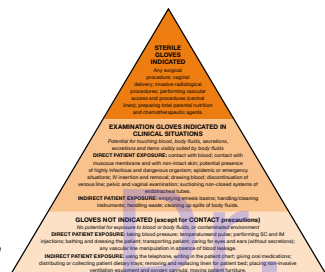 STERILE
GLOVES
INDICATED
Any surgical
procedure; vaginal
delivery; invasive radiological
procedures; performing vascular
access and procedures (central
lines); preparing total parental nutrition
and chemotherapeutic agents.
EXAMINATION GLOVES INDICATED IN
CLINICAL SITUATIONS
Potential for touching blood, body fluids, secretions,
excretions and items visibly soiled by body fluids
DIRECT PATIENT EXPOSURE: contact with blood; contact with
mucous membrane and with non-intact skin; potential presence
of highly infectious and dangerous organism; epidemic or emergency
situations; IV insertion and removal; drawing blood; discontinuation of
venous line; pelvic and vaginal examination; suctioning non-closed systems of
endotracheal tubes.
INDIRECT PATIENT EXPOSURE: emptying emesis basins; handling/cleaning
instruments; handling waste; cleaning up spills of body fluids.
GLOVES NOT INDICATED (except for CONTACT precautions)
No potential for exposure to blood or body fluids, or contaminated environment
DIRECT PATIENT EXPOSURE: taking blood pressure, temperature and pulse; performing SC and IM
injections; bathing and dressing the patient; transporting patient; caring for eyes and ears (without secretions);
any vascular line manipulation in absence of blood leakage.
INDIRECT PATIENT EXPOSURE: using the telephone; writing in the patient chart; giving oral medications;
distributing or collecting patient dietary trays; removing and replacing linen for patient bed; placing non-invasive
ventilation equipment and oxygen cannula; moving patient furniture.